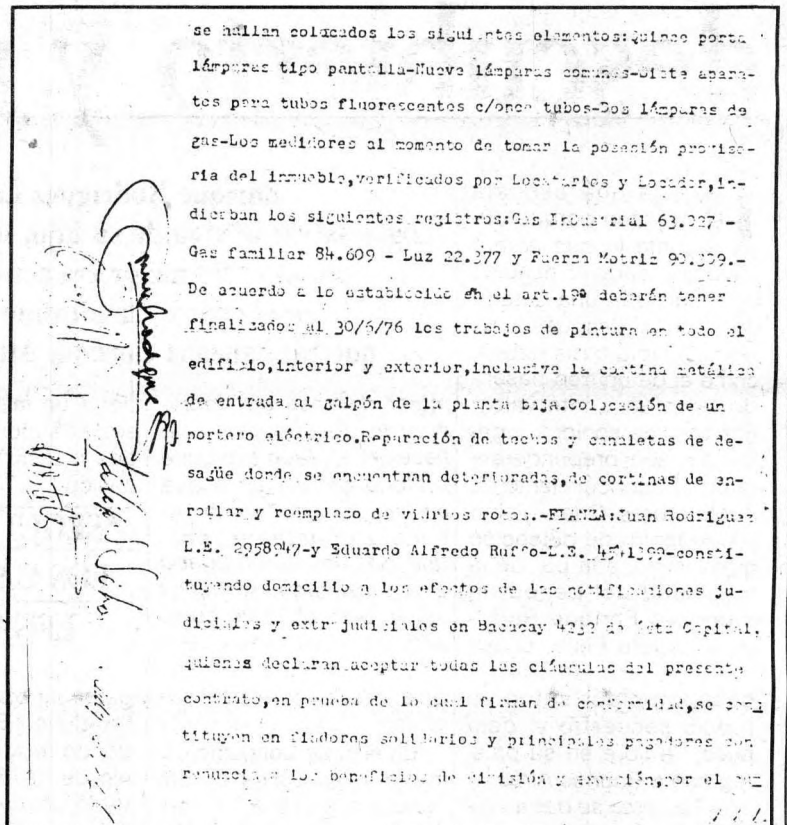 se hallan colocados los siguientes elementos:Quince porta
lámparas tipo pantalla-Nueve lámparas comunes-Siete apara-
tos para tubos fluorescentes c/once tubos-Dos lámparas de
gas-Los medidores al momento de tomar la posesión proviso-
ria del inmueble,verificados por Locatarios y Locador,in-
dicaban los siguientes registros:Gas Industrial
Gas familiar 84.609 - Luz 22.377 y Fuerza Motriz
De acuerdo a lo establecido en el art.19º deberán tener
finalizados al 30/6/76 los trabajos de pintura en todo el
edificio,interior y exterior,inclusive la cortina metálica
de entrada al galpón de la planta baja.Colocación de un
portero eléctrico.Reparación de techos y canaletas de de-
sagüe donde se encuentran deterioradas,de cortinas de en-
rollar y reemplazo de vidrios rotos.-FIANZA:Juan Rodriguez
L.E. 2958947-y Eduardo Alfredo Ruffo-L.E. -consti-
tuyendo domicilio a los efectos de las notificaciones ju-
diciales y extrajudiciales en Bacacay de esta Capital,
quienes declaran aceptar todas las cláusulas del presente
contrato,en prueba de lo cual firman de conformidad,se cons
tituyen en fiadores solidarios y principales pagadores con
renuncia a los beneficios de división y excusión,por el